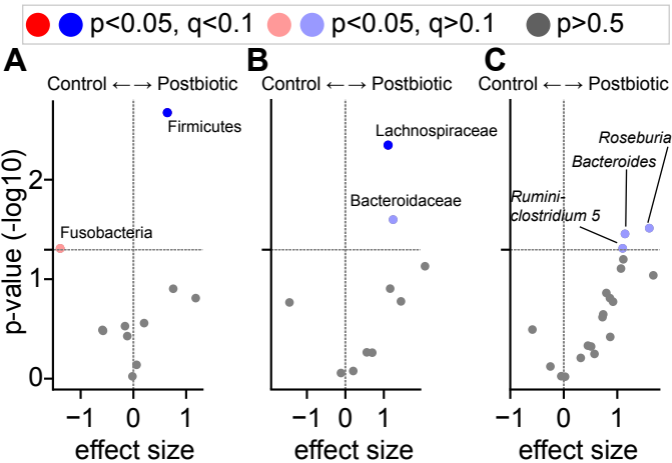 p<0.05, q<0.1 p<0.05, q>0.1 p>0.5
A B C
Control ←→ Postbiotic Control ←→ Postbiotic Control ←→ Postbiotic
Firmicutes
Fusobacteria
Lachnospiraceae
Bacteroidaceae
Roseburia
Bacteroides
Rumini-
clostridium 5
p-value (-log10)
2
1
0
−1 0 1 −1 0 1 −1 0 1
effect size effect size effect size